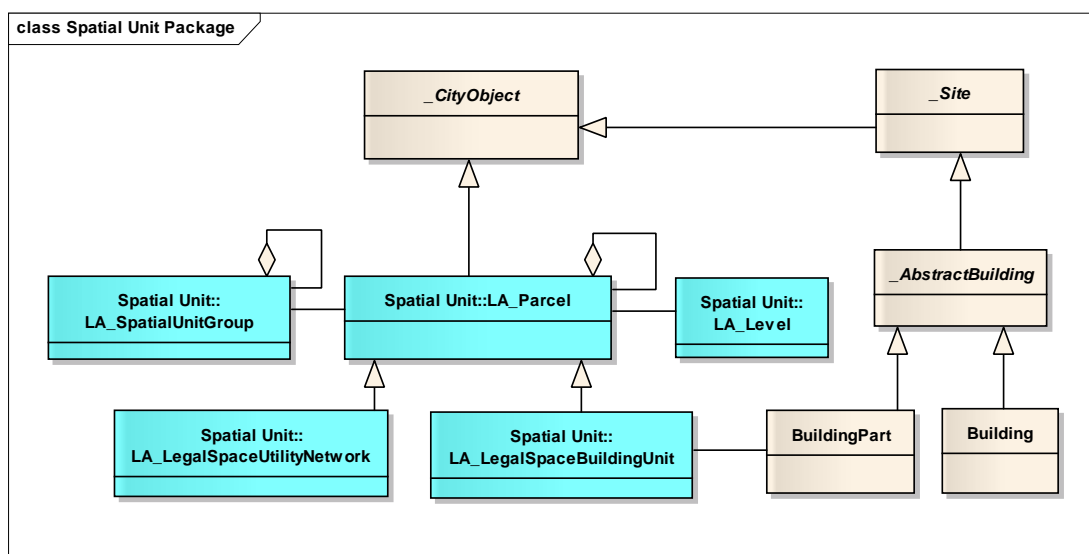 class Spatial Unit Package
_CityObject
_Site
_AbstractBuilding
Spatial Unit::
LA_SpatialUnitGroup
Spatial Unit::LA_Parcel
Spatial Unit::
LA_Level
Spatial Unit::
LA_LegalSpaceUtilityNetwork
Spatial Unit::
LA_LegalSpaceBuildingUnit
BuildingPart
Building